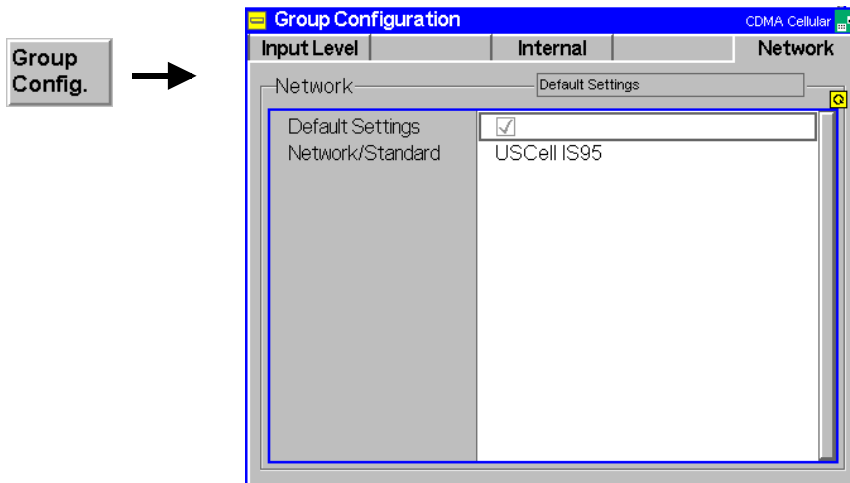 Group
Config.
Group Configuration
CDMA Cellular
Input Level
Internal
Network
Network
Default Settings
Default Settings
Network/Standard
USCell IS95